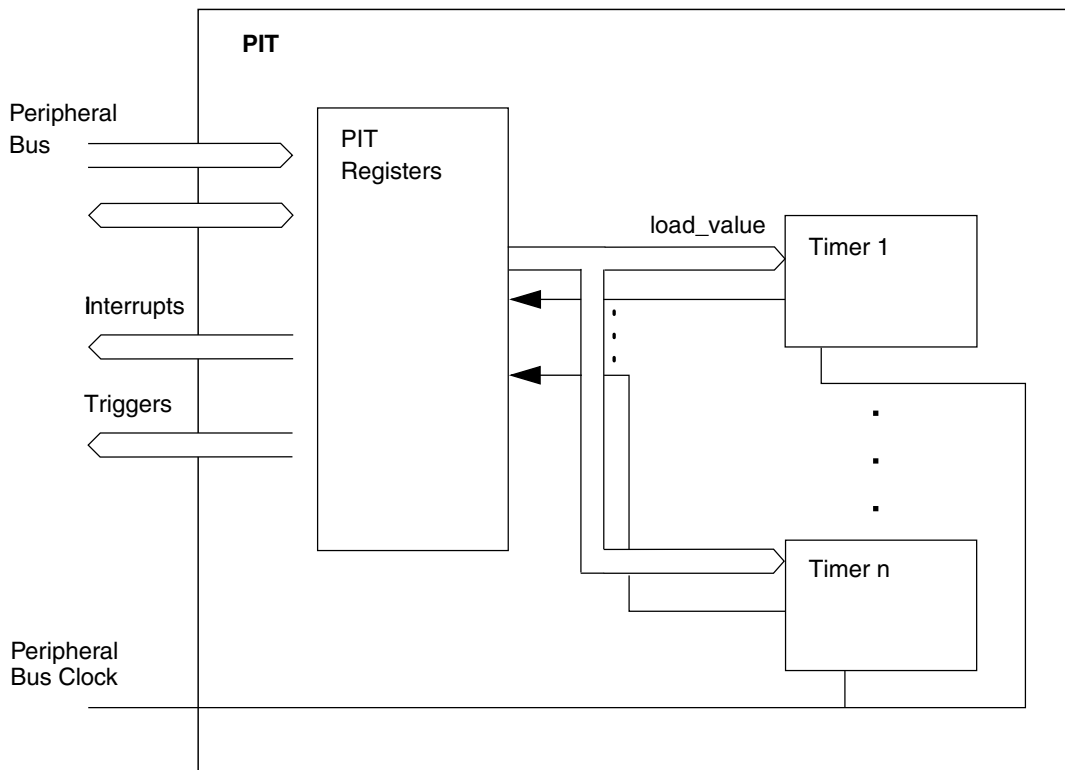 PIT
Peripheral
Bus
PIT
Registers
load_value
Timer 1
Interrupts
Triggers
Timer n
Peripheral
Bus Clock